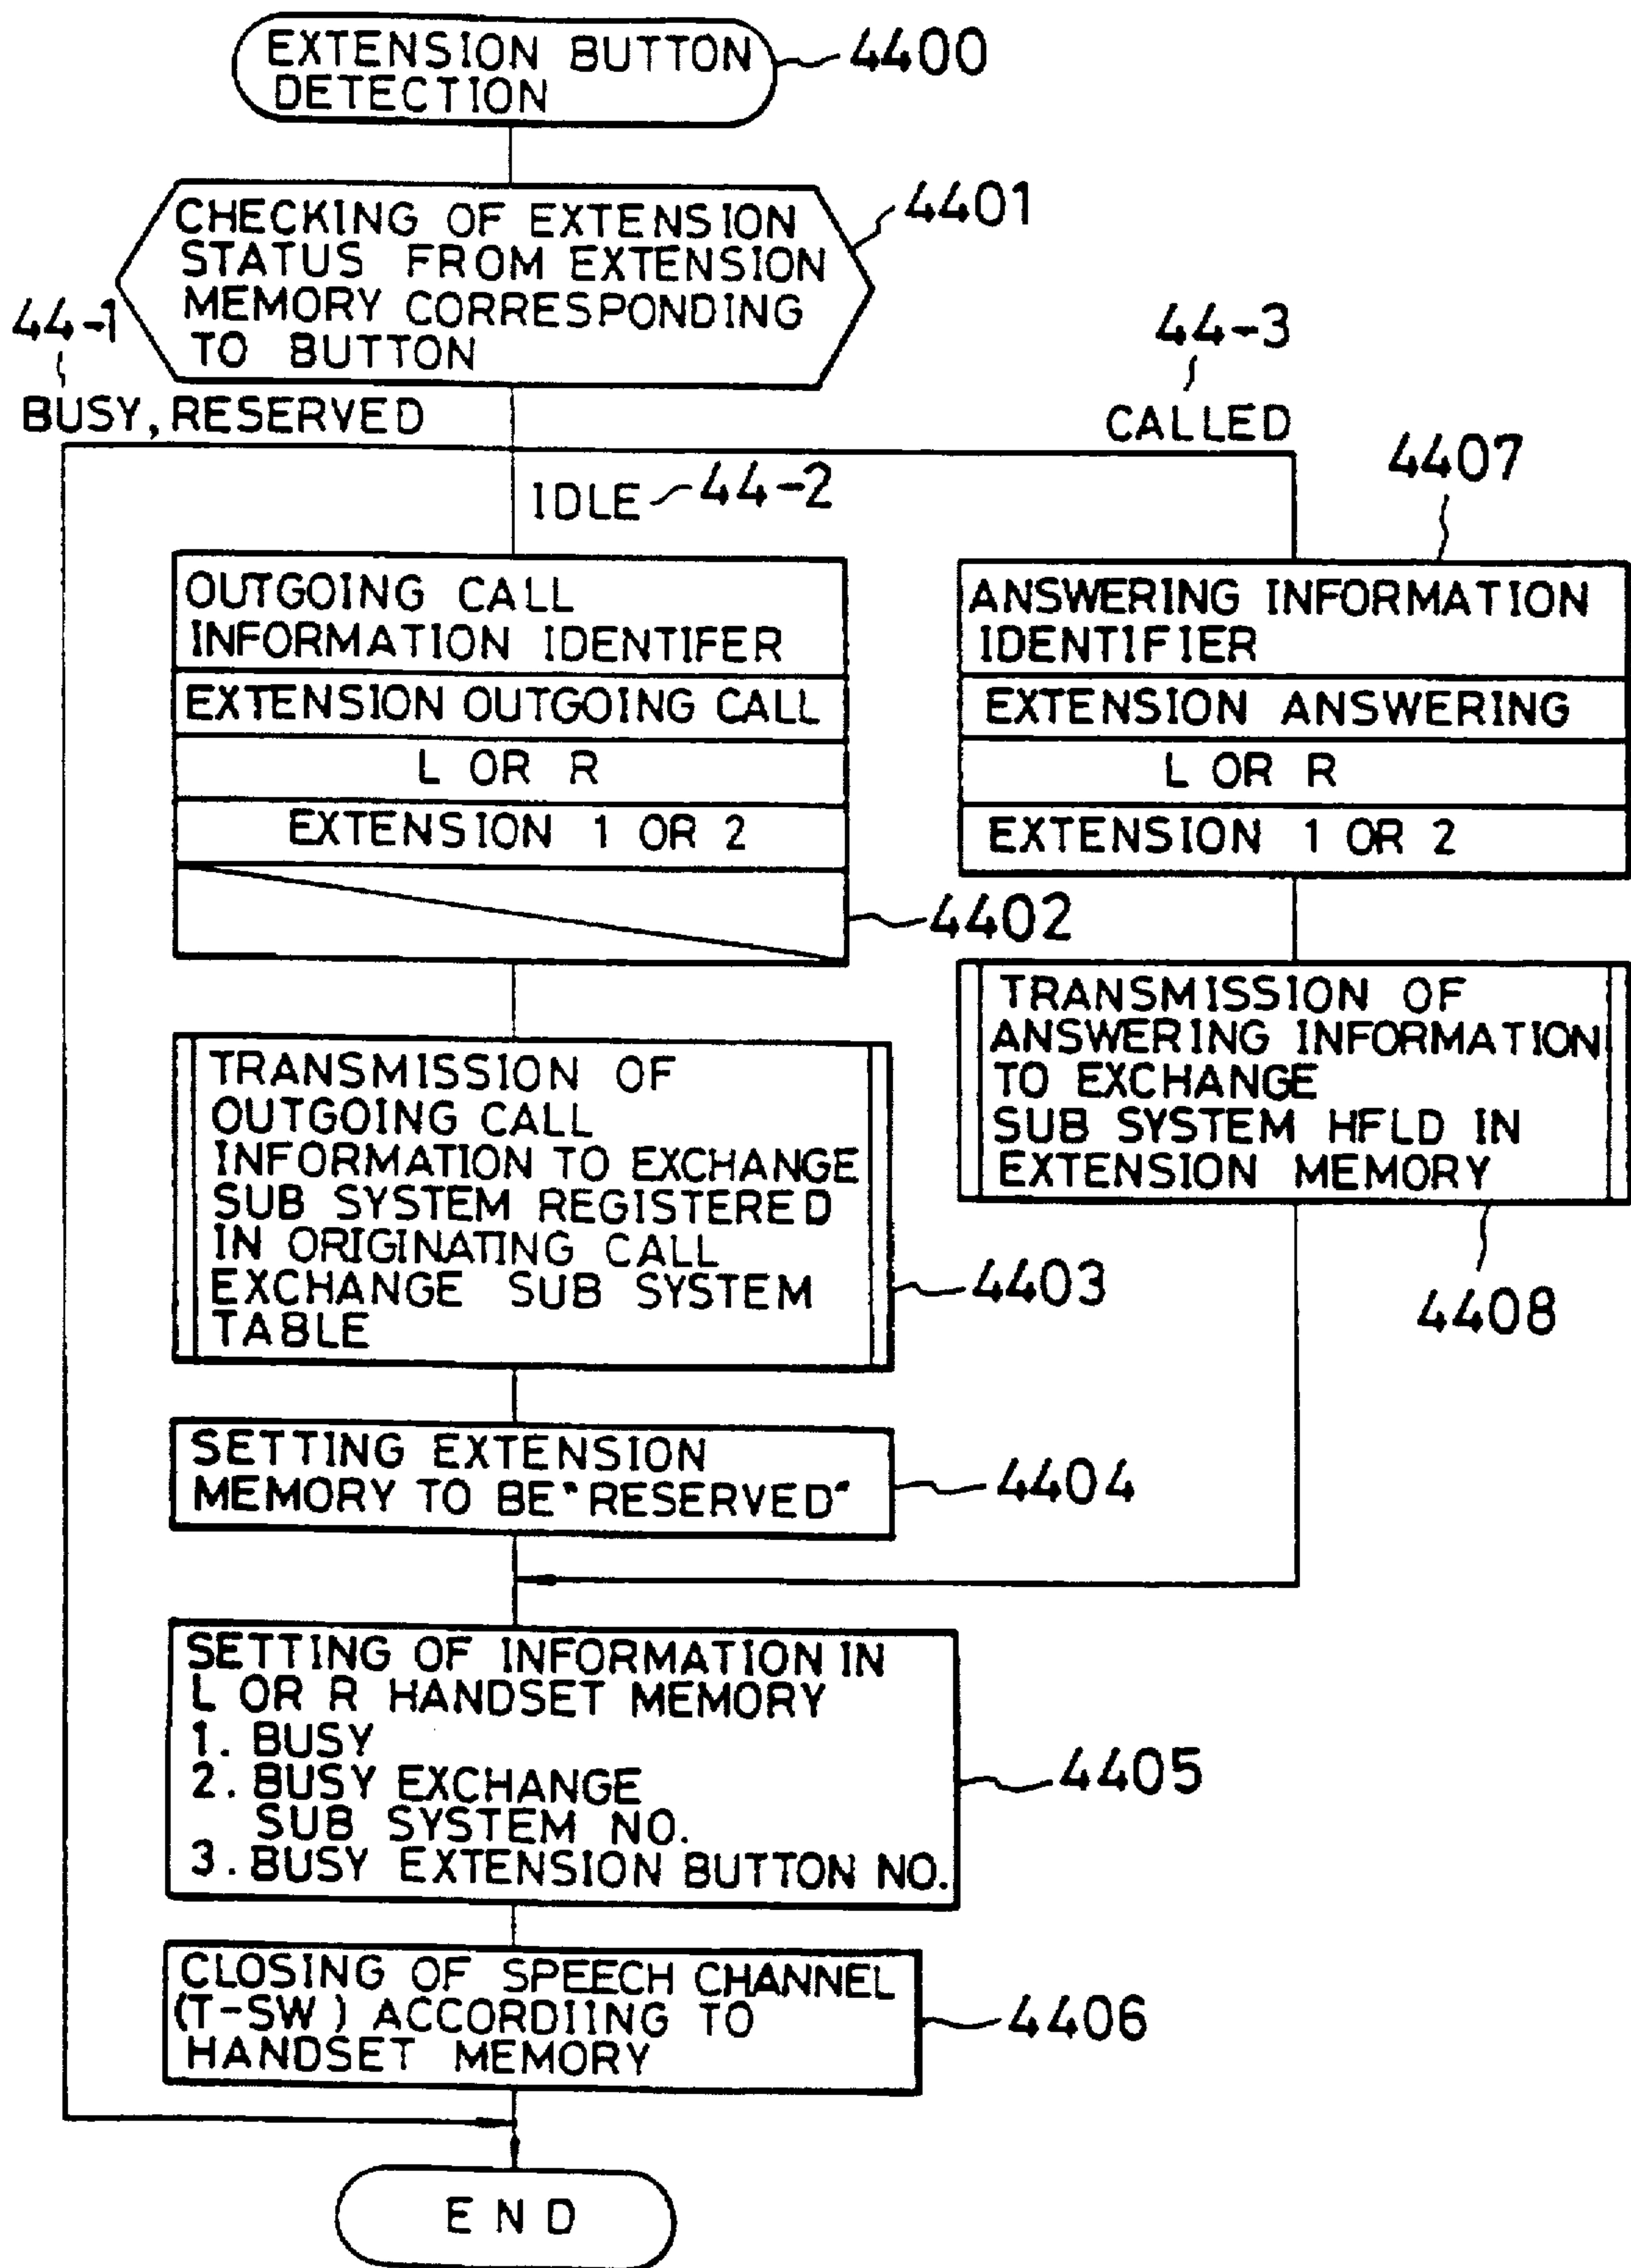 EXTENSION BUTTON
DETECTION
4400
CHECKING OF EXTENSION
STATUS FROM EXTENSION
MEMORY CORRESPONDING
TO BUTTON
4401
44-1
BUSY, RESERVED
44-3
CALLED
IDLE
44-2
4407
OUTGOING CALL
INFORMATION IDENTIFER
EXTENSION OUTGOING CALL
L OR R
EXTENSION 1 OR 2
4402
ANSWERING INFORMATION
IDENTIFIER
EXTENSION ANSWERING
L OR R
EXTENSION 1 OR 2
TRANSMISSION OF
OUTGOING CALL
INFORMATION TO EXCHANGE
SUB SYSTEM REGISTERED
IN ORIGINATING CALL
EXCHANGE SUB SYSTEM
TABLE
4403
TRANSMISSION OF
ANSWERING INFORMATION
TO EXCHANGE
SUB SYSTEM HFLD IN
EXTENSION MEMORY
4408
SETTING EXTENSION
MEMORY TO BE "RESERVED"
4404
SETTING OF INFORMATION IN
L OR R HANDSET MEMORY
1. BUSY
2. BUSY EXCHANGE
SUB SYSTEM NO.
3. BUSY EXTENSION BUTTON NO.
4405
CLOSING OF SPEECH CHANNEL
(T-SW) ACCORDIING TO
HANDSET MEMORY
4406
END